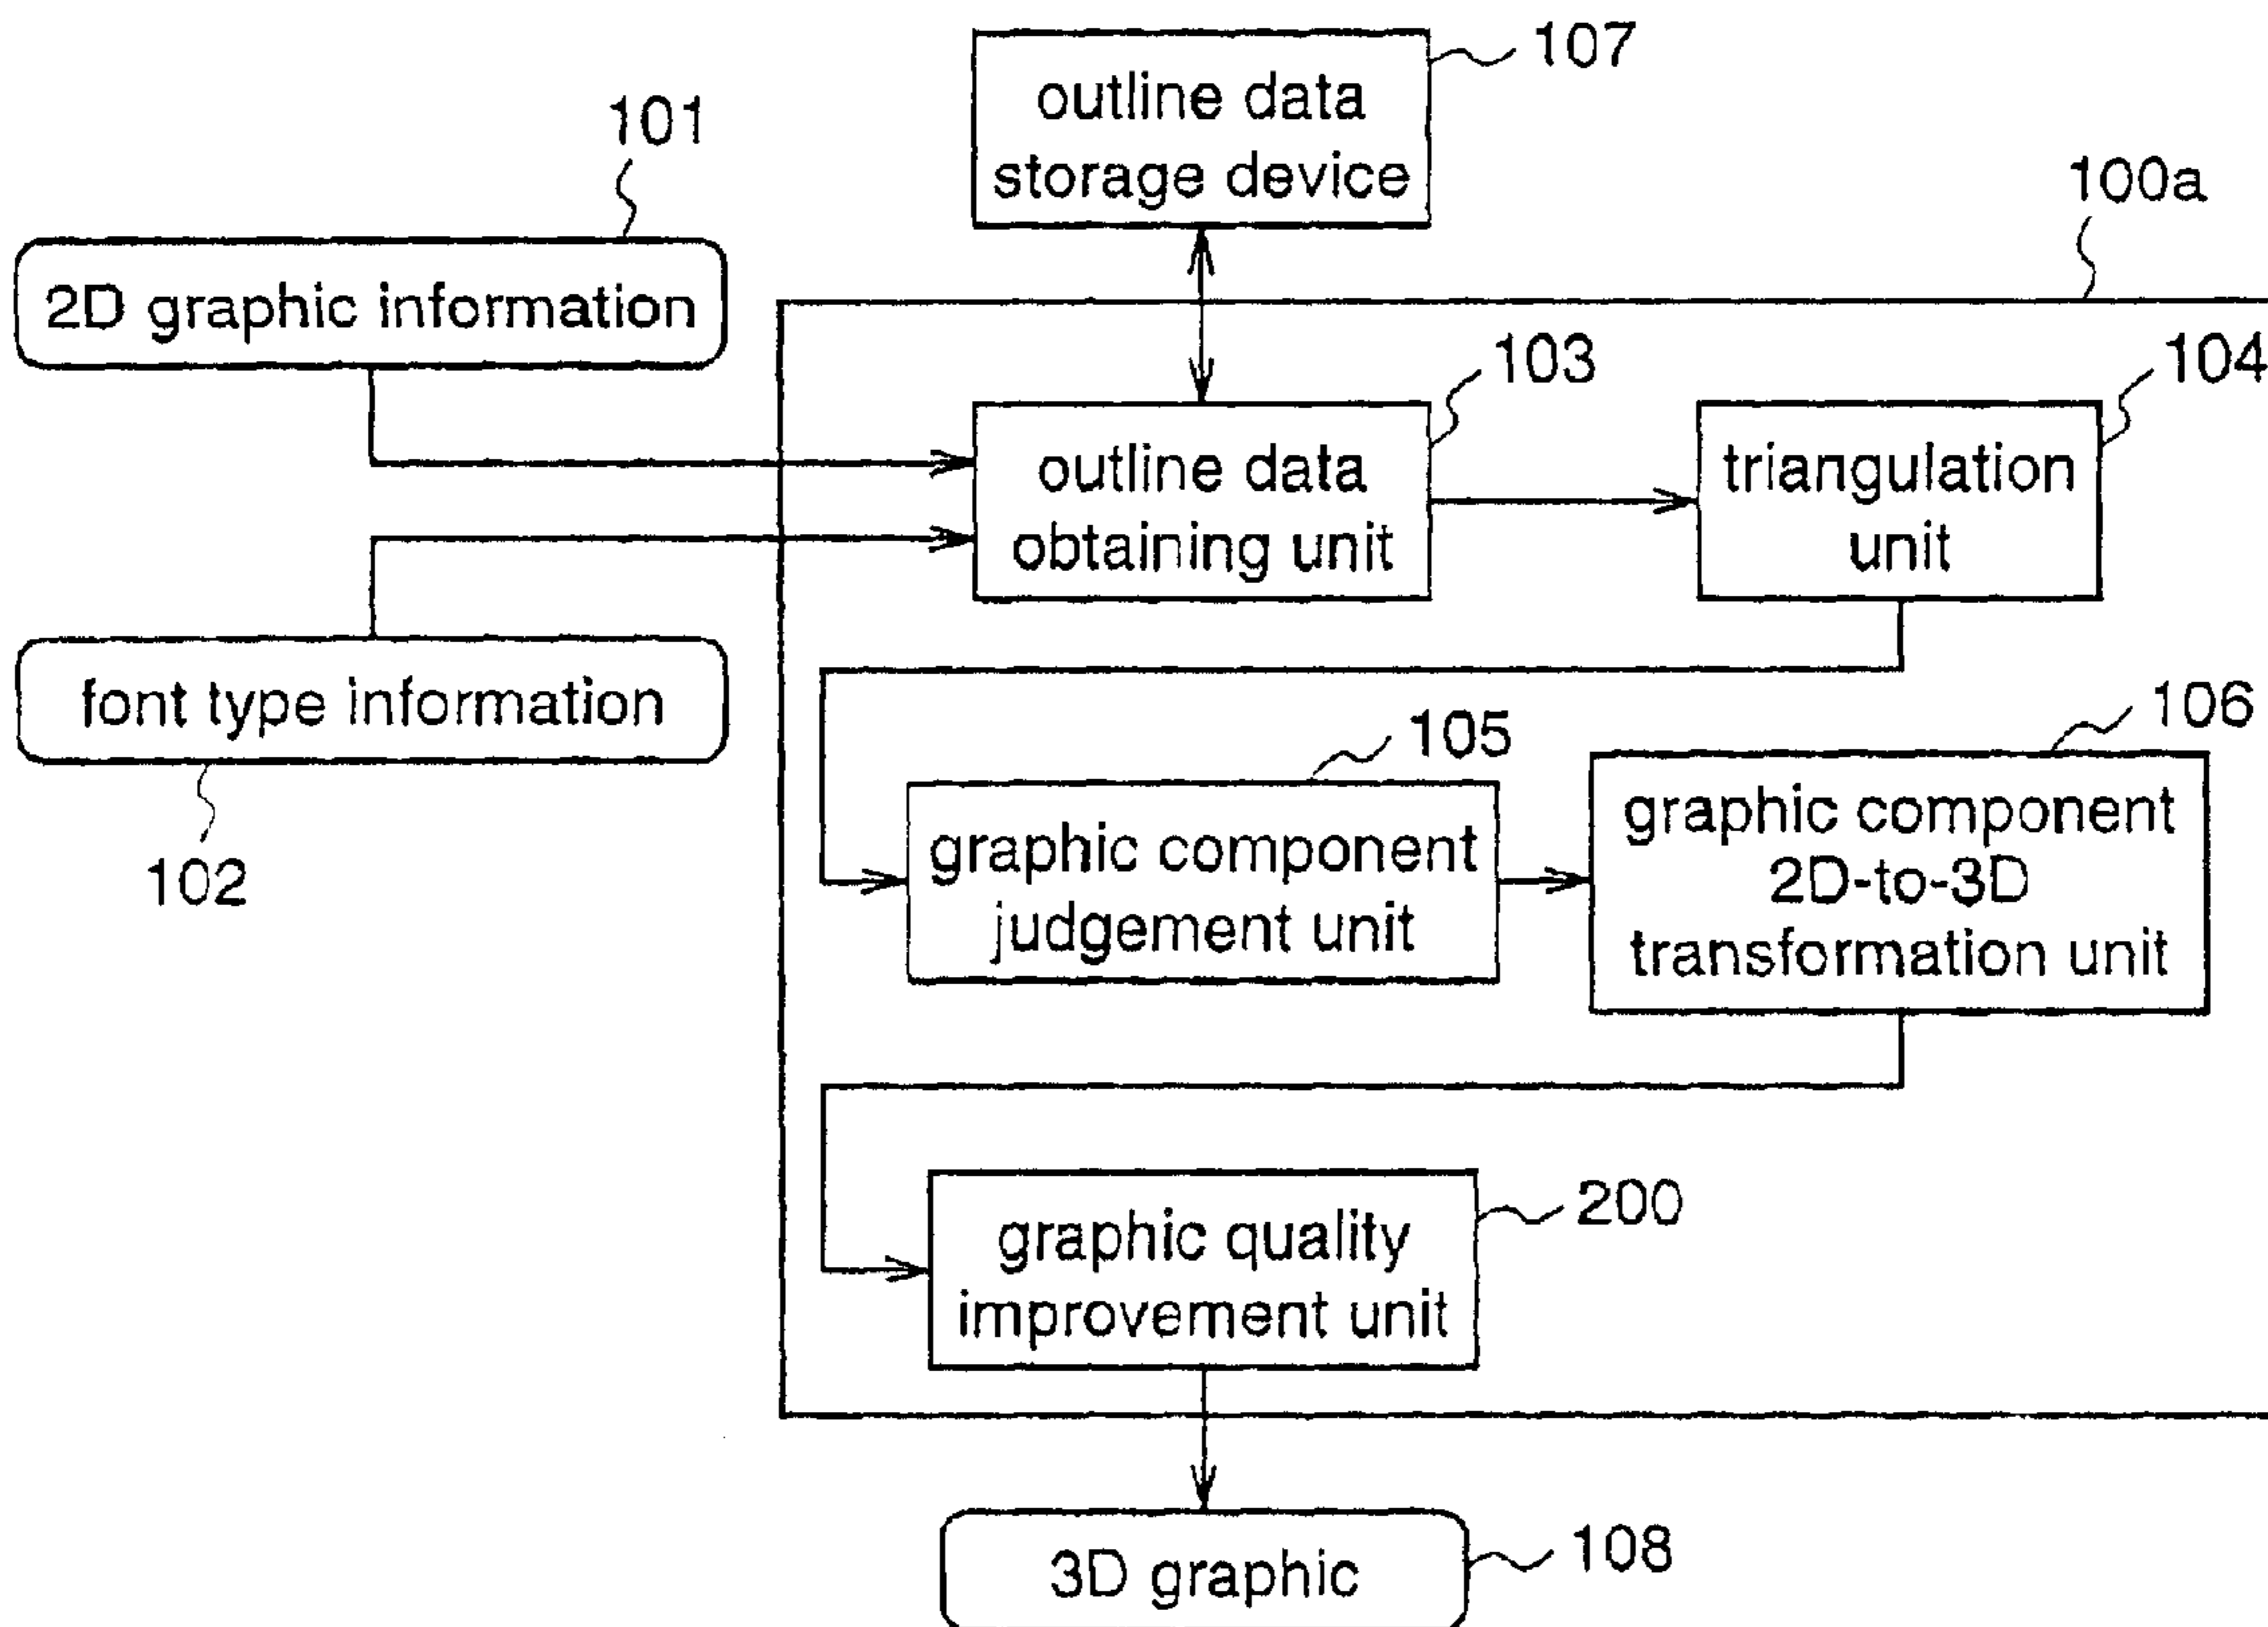 107
outline data
storage device
101
100a
2D graphic information
103
104
outline data
obtaining unit
triangulation
unit
font type information
102
105
106
graphic component
judgement unit
graphic component
2D-to-3D
transformation unit
200
graphic quality
improvement unit
108
3D graphic